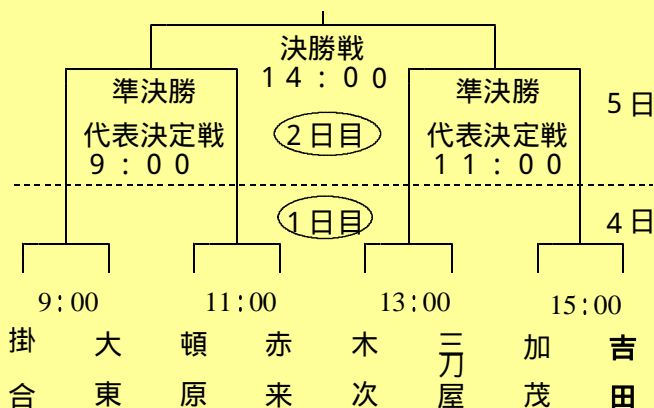 決勝戦
14:00
準決勝
準決勝
5日
代表決定戦
2日目
代表決定戦
9:00
11:00
1日目
4日
9:00
11:00
13:00
15:00
掛合
大東
頓原
赤来
木次
三刀屋
加茂
吉田